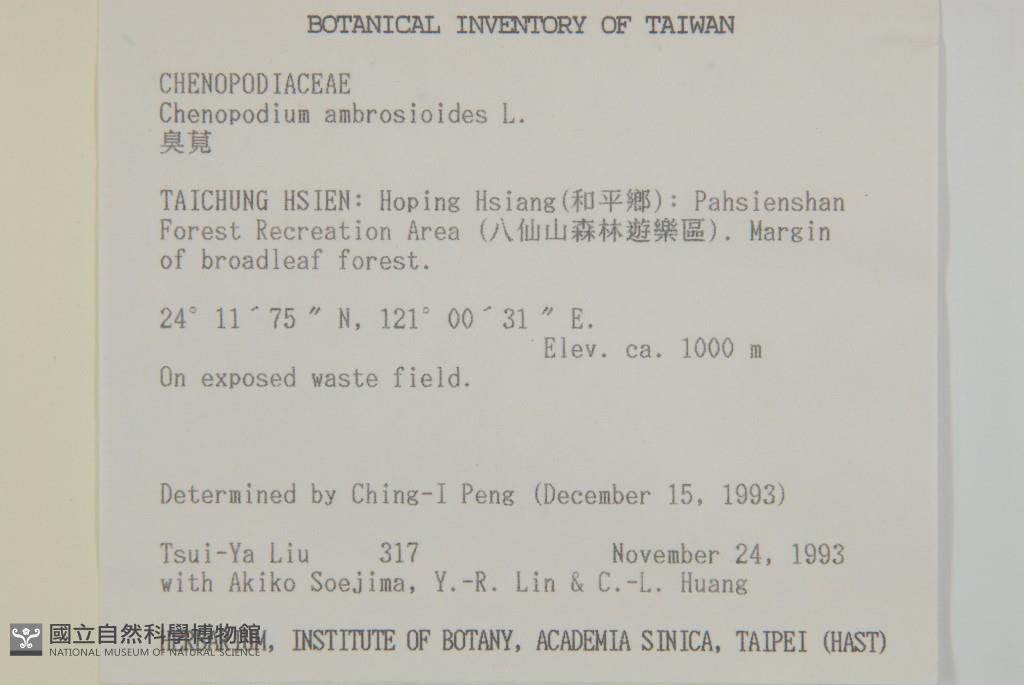 BOTANICAL INVENTORY OF TAIWAN
CHENOPODIACEAE
Chenopodium ambrosioides L.
臭莧
TAICHUNG HSIEN: Hoping Hsiang(和平鄉): Pahsienshan
Forest Recreation Area (八仙山森林遊樂區). Margin
of broadleaf forest.
24° 11´75 ″ N, 121° 00´31 ″ E.
Elev. ca. 1000 m
On exposed waste field.
Determined by Ching-I Peng (December 15, 1993)
Tsui-Ya Liu 317 November 24, 1993
with Akiko Soejima, Y.-R. Lin & C.-L. Huang
HERBARIUM, INSTITUTE OF BOTANY, ACADEMIA SINICA, TAIPEI (HAST)
國立自然科學博物館
NATIONAL MUSEUM OF NATURAL SCIENCE